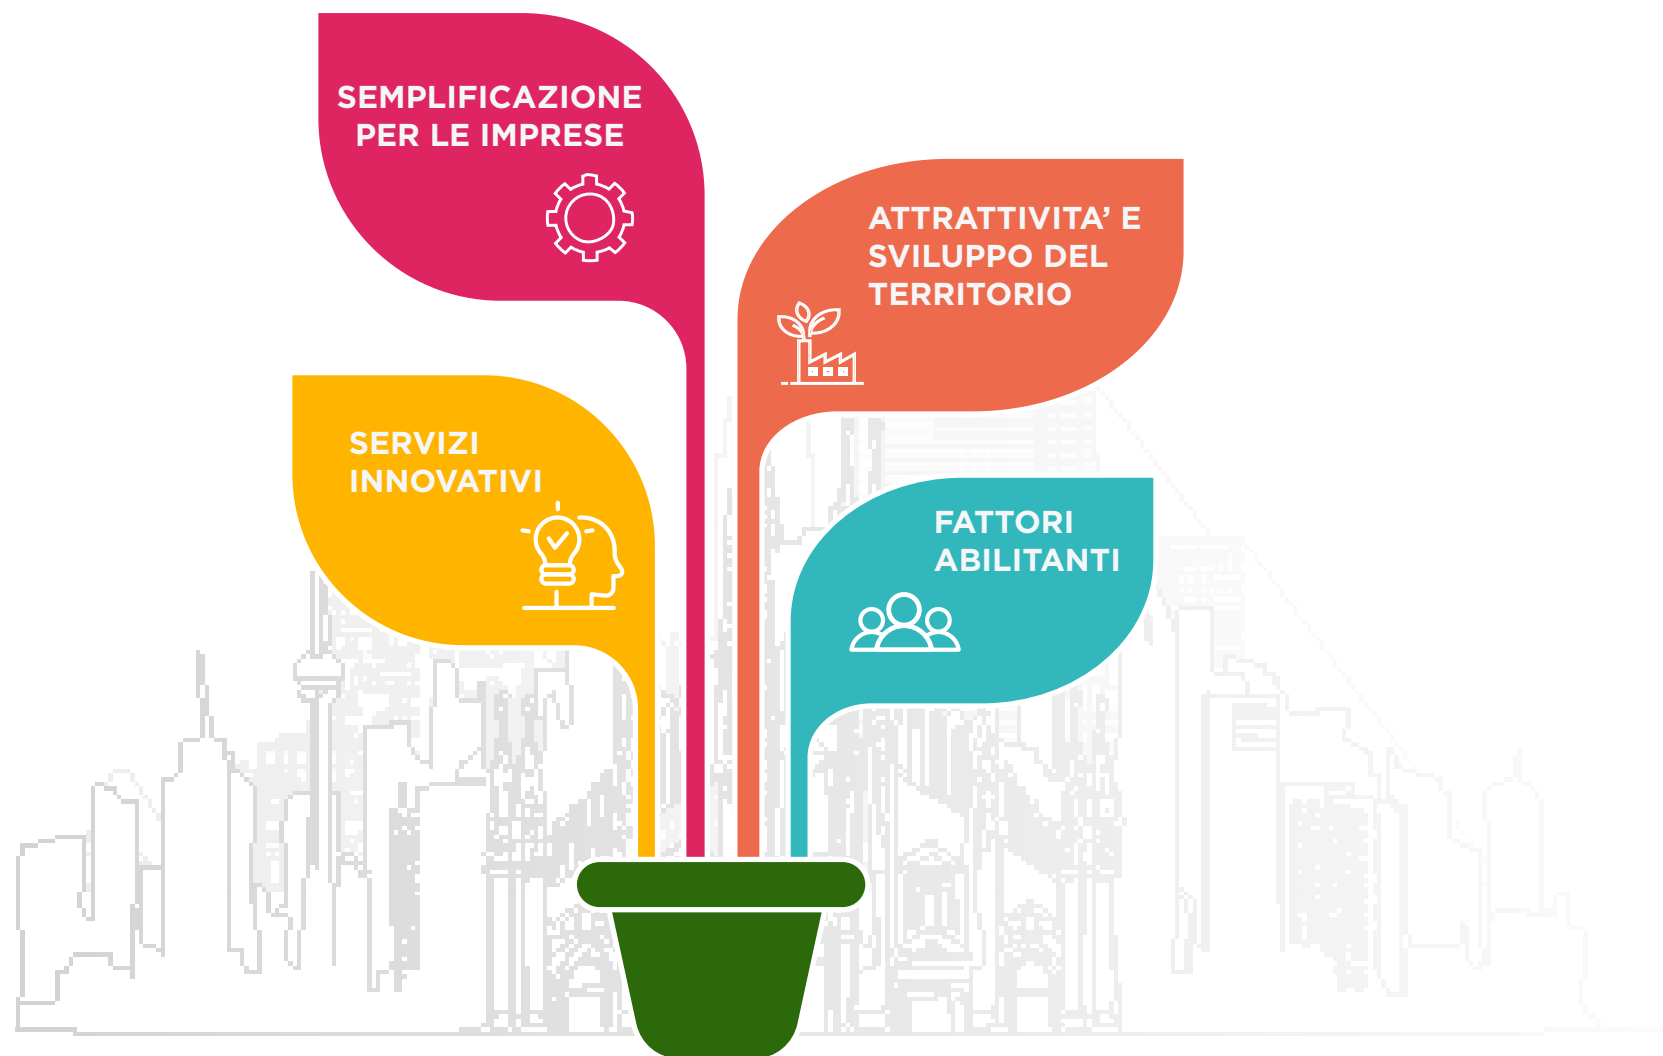 SEMPLIFICAZIONE
PER LE IMPRESE
ATTRATTIVITA’ E
SVILUPPO DEL
TERRITORIO
SERVIZI
INNOVATIVI
FATTORI
ABILITANTI